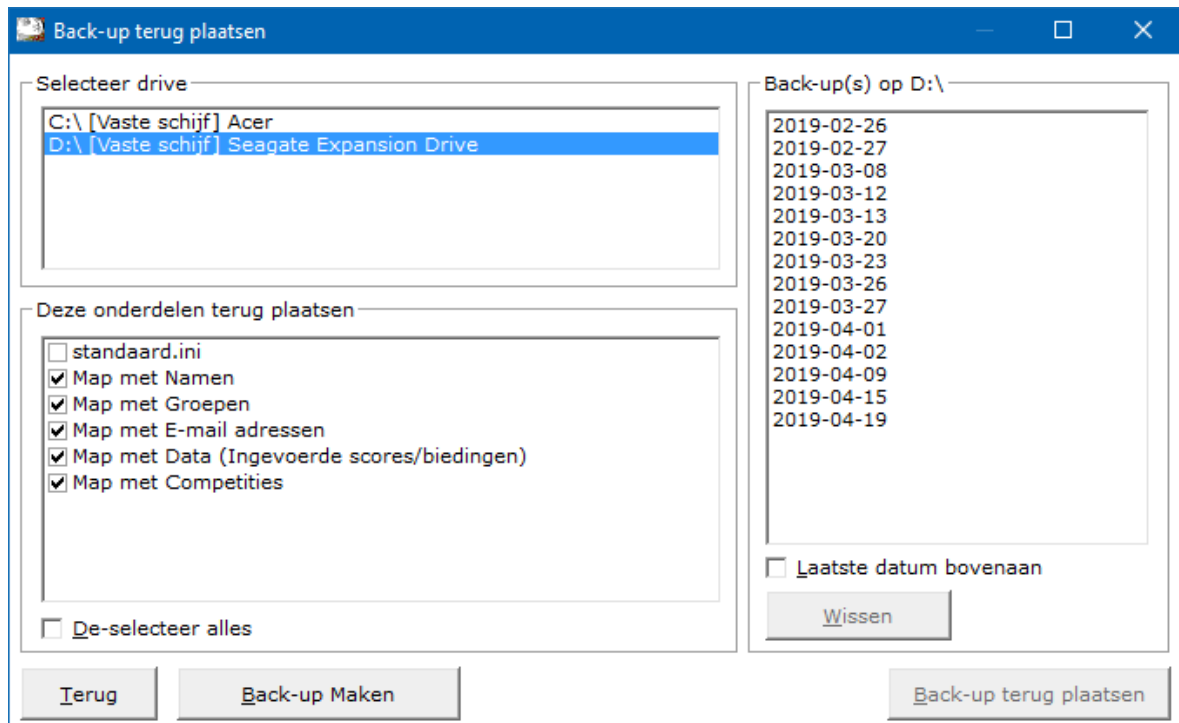 Back-up terug plaatsen
Selecteer drive
C:\ [Vaste schijf] Acer
D:\ [Vaste schijf] Seagate Expansion Drive
Deze onderdelen terug plaatsen
standaard.ini
Map met Namen
Map met Groepen
Map met E-mail adressen
Map met Data (Ingevoerde scores/biedingen)
Map met Competities
De-selecteer alles
Back-up(s) op D:\
2019-02-26
2019-02-27
2019-03-08
2019-03-12
2019-03-13
2019-03-20
2019-03-23
2019-03-26
2019-03-27
2019-04-01
2019-04-02
2019-04-09
2019-04-15
2019-04-19
Laatste datum bovenaan
Wissen
Terug
Back-up Maken
Back-up terug plaatsen